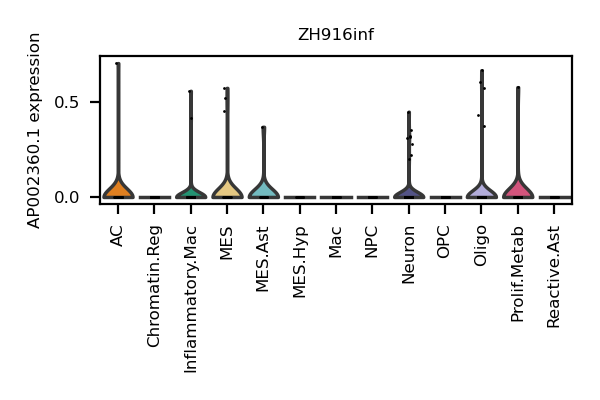 ZH916inf
AP002360.1 expression
0.5
0.0
AC
Chromatin.Reg
Inflammatory.Mac
MES
MES.Ast
MES.Hyp
Mac
NPC
Neuron
OPC
Oligo
Prolif.Metab
Reactive.Ast